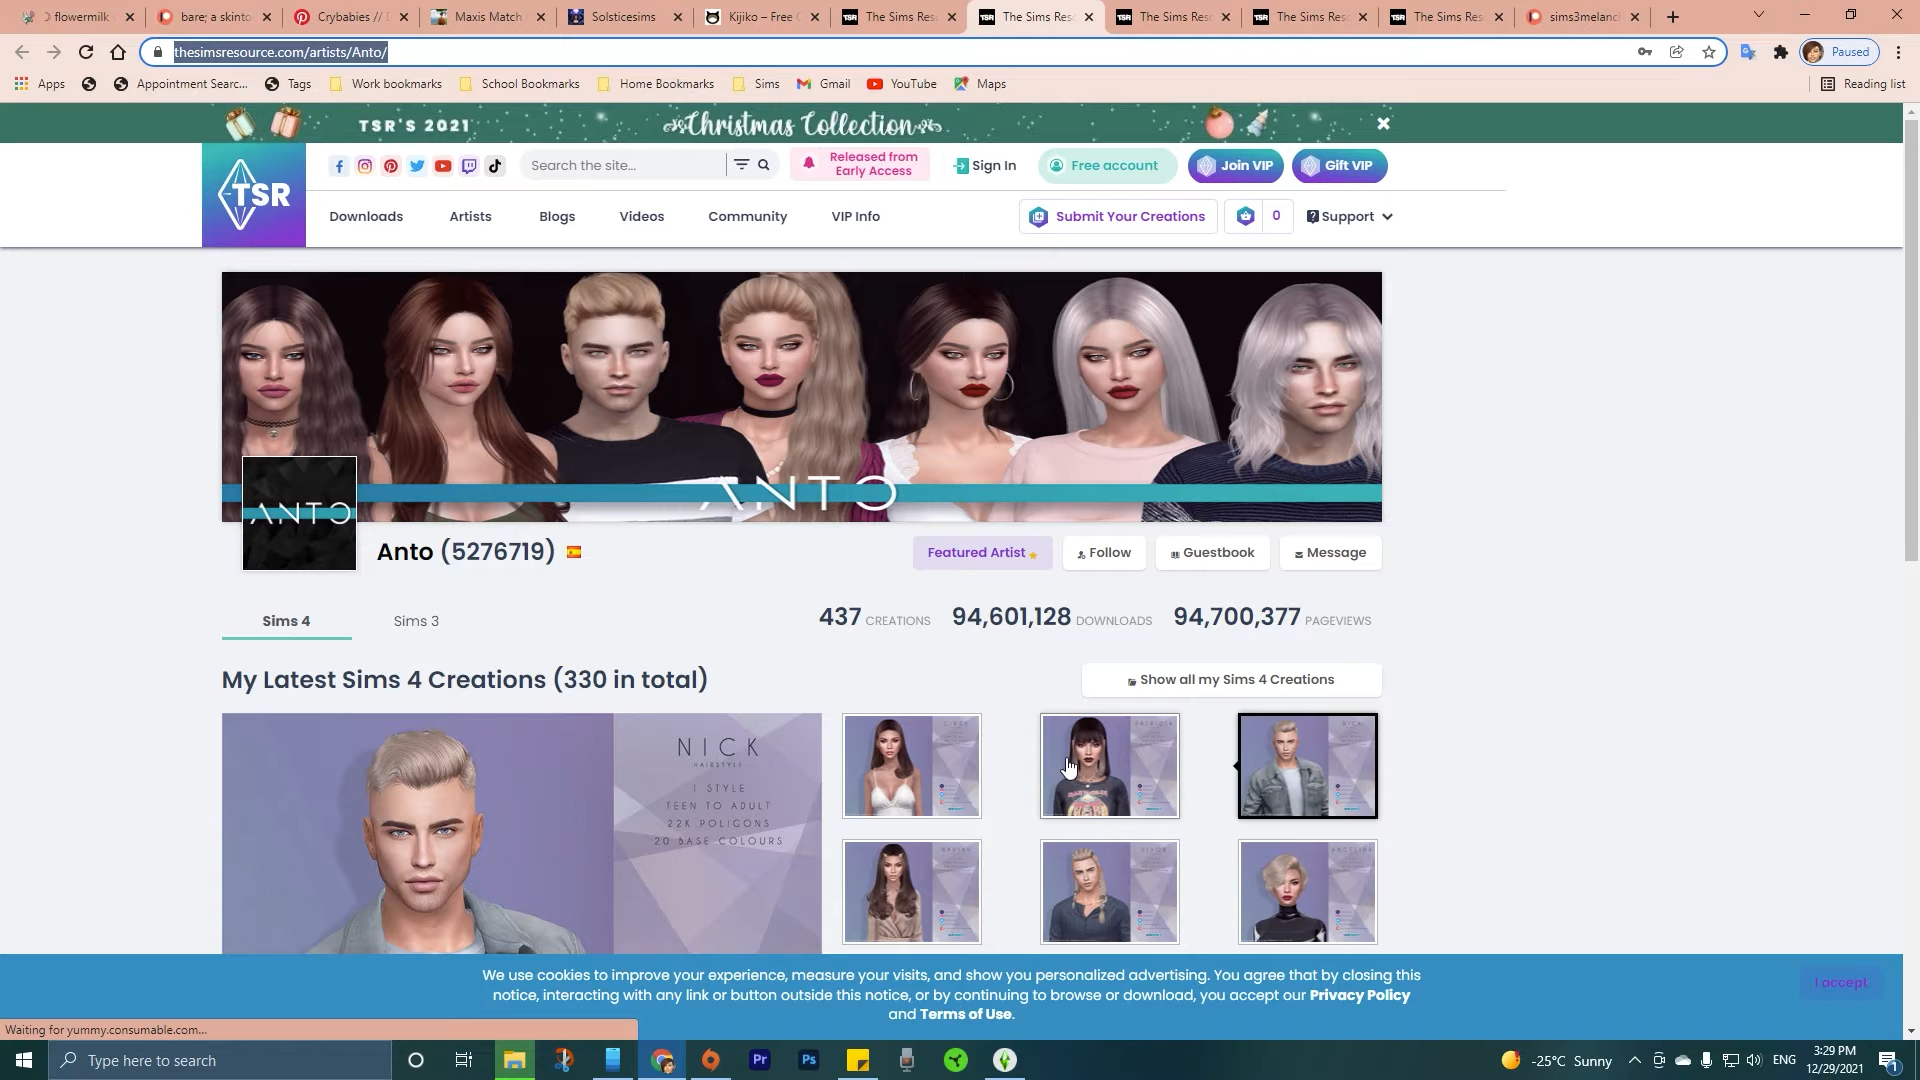 flowermilk
bare; a skinto
Crybabies // D
Maxis Match
Solsticesims
Kijiko – Free C
The Sims Reso
The Sims Reso
The Sims Reso
The Sims Reso
The Sims Res
sims3melanc
thesimsresource.com/artists/Anto/
Paused
Apps
Appointment Searc...
Tags
Work bookmarks
School Bookmarks
Home Bookmarks
Sims
Gmail
YouTube
Maps
Reading list
TSR'S 2021
Christmas Collection
TSR
Search the site...
Released from
Early Access
Sign In
Free account
Join VIP
Gift VIP
Downloads
Artists
Blogs
Videos
Community
VIP Info
Submit Your Creations
0
Support
ANTO
ANTO
Anto (5276719)
Featured Artist
Follow
Guestbook
Message
Sims 4
Sims 3
437 CREATIONS
94,601,128 DOWNLOADS
94,700,377 PAGEVIEWS
My Latest Sims 4 Creations (330 in total)
Show all my Sims 4 Creations
NICK
HAIRSTYLE
1 STYLE
TEEN TO ADULT
22K POLIGONS
20 BASE COLOURS
We use cookies to improve your experience, measure your visits, and show you personalized advertising. You agree that by closing this
notice, interacting with any link or button outside this notice, or by continuing to browse or download, you accept our Privacy Policy
and Terms of Use.
I accept
Waiting for yummy.consumable.com...
Type here to search
Pr
Ps
-25°C Sunny
ENG
3:29 PM
12/29/2021
1